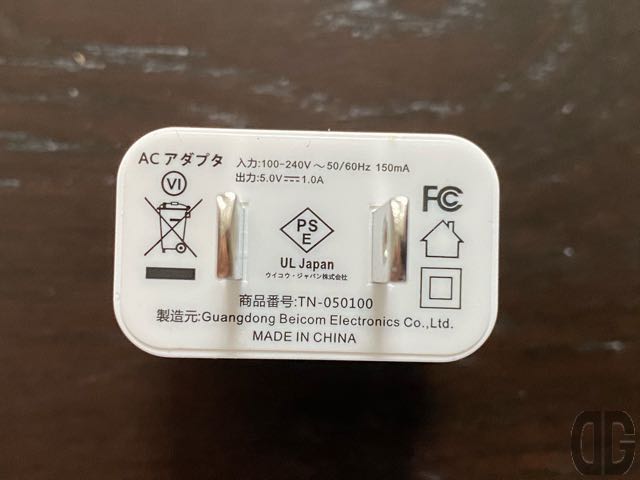 ACアダプタ
入力:100-240V～50/60Hz 150mA
出力:5.0V⎓1.0A
VI
PS
E
FC
UL Japan
ウイコウ・ジャパン株式会社
商品番号:TN-050100
製造元:Guangdong Beicom Electronics Co.,Ltd.
MADE IN CHINA
DG